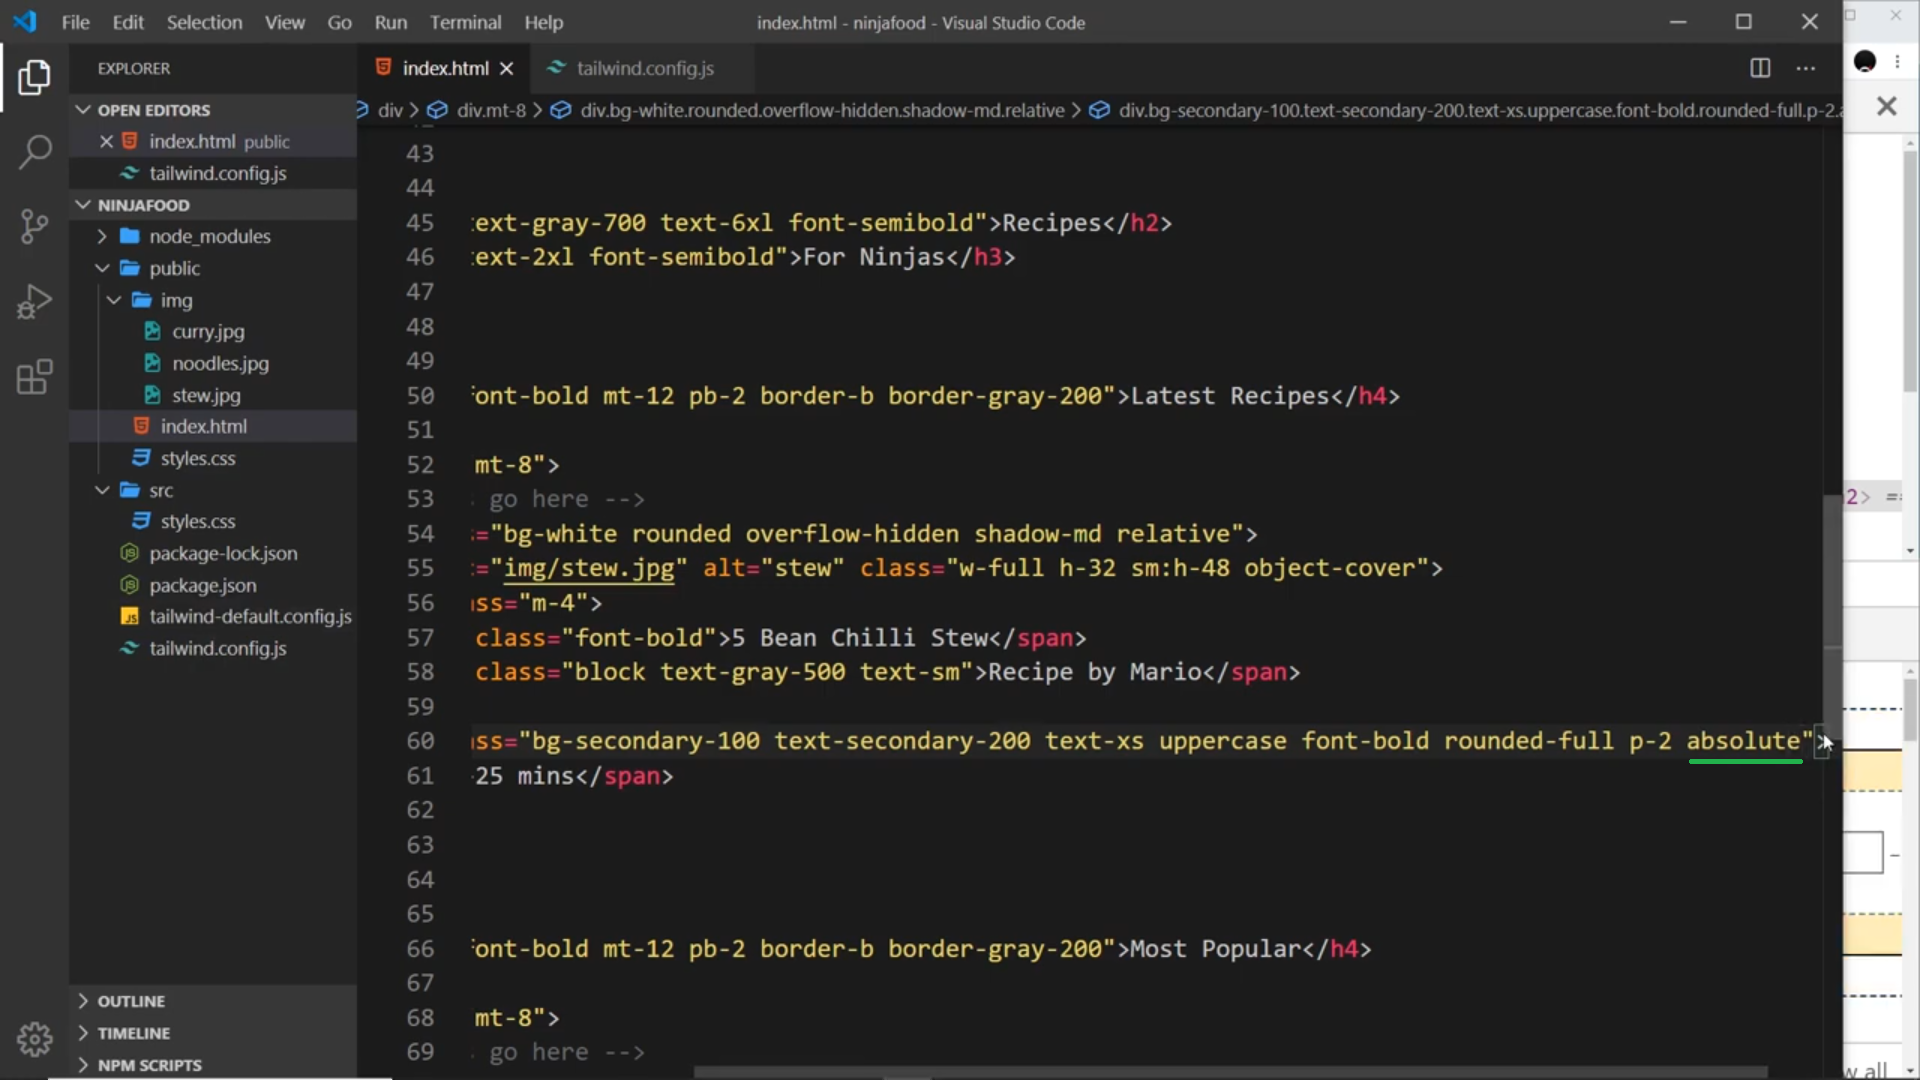 File Edit Selection View Go Run Terminal Help
index.html - ninjafood - Visual Studio Code
EXPLORER
OPEN EDITORS
index.html public
tailwind.config.js
NINJAFOOD
node_modules
public
img
curry.jpg
noodles.jpg
stew.jpg
index.html
styles.css
src
styles.css
package-lock.json
package.json
tailwind-default.config.js
tailwind.config.js
OUTLINE
TIMELINE
NPM SCRIPTS
index.html tailwind.config.js
div > div.mt-8 > div.bg-white.rounded.overflow-hidden.shadow-md.relative > div.bg-secondary-100.text-secondary-200.text-xs.uppercase.font-bold.rounded-full.p-2.a
43
44
45 ext-gray-700 text-6xl font-semibold">Recipes</h2>
46 ext-2xl font-semibold">For Ninjas</h3>
47
48
49
50 font-bold mt-12 pb-2 border-b border-gray-200">Latest Recipes</h4>
51
52 mt-8">
53 go here -->
54 ="bg-white rounded overflow-hidden shadow-md relative">
55 ="img/stew.jpg" alt="stew" class="w-full h-32 sm:h-48 object-cover">
56 ss="m-4">
57 class="font-bold">5 Bean Chilli Stew</span>
58 class="block text-gray-500 text-sm">Recipe by Mario</span>
59
60 ss="bg-secondary-100 text-secondary-200 text-xs uppercase font-bold rounded-full p-2 absolute">
61 25 mins</span>
62
63
64
65
66 font-bold mt-12 pb-2 border-b border-gray-200">Most Popular</h4>
67
68 mt-8">
69 go here -->
2> ==
w all